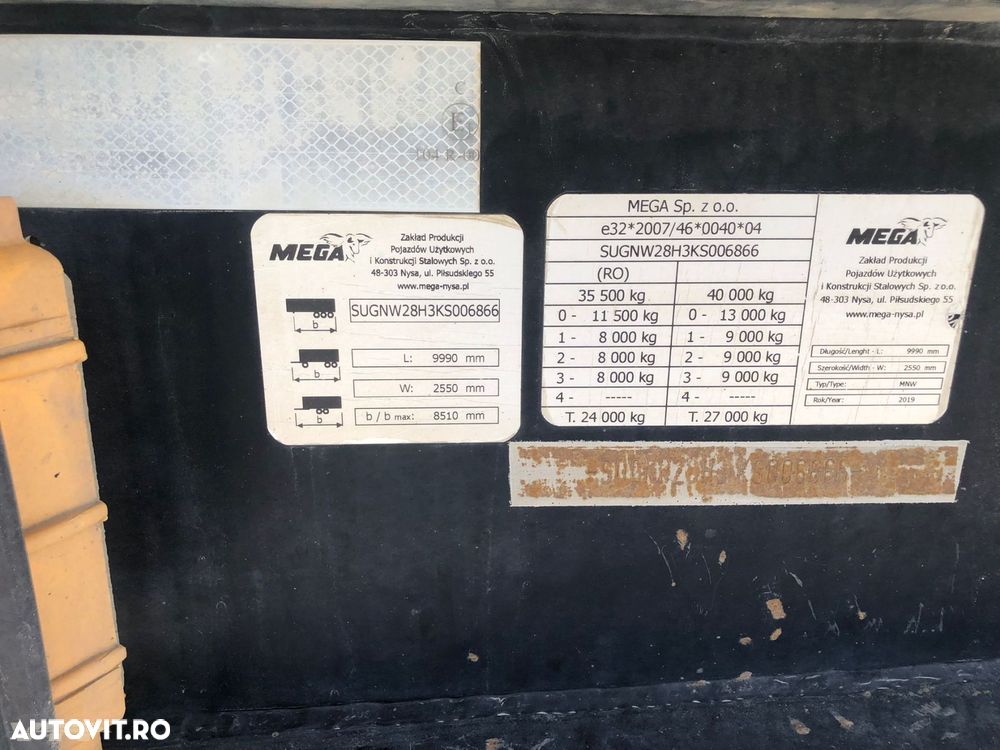 C
E
104 R-00
MEGA
Zakład Produkcji
Pojazdów Użytkowych
i Konstrukcji Stalowych Sp. z o.o.
48-303 Nysa, ul. Piłsudskiego 55
www.mega-nysa.pl
b
SUGNW28H3KS006866
b
L: 9990 mm
W: 2550 mm
b
b / b max: 8510 mm
MEGA Sp. z o.o.
e32*2007/46*0040*04
SUGNW28H3KS006866
(RO)
35 500 kg 40 000 kg
0 - 11 500 kg 0 - 13 000 kg
1 - 8 000 kg 1 - 9 000 kg
2 - 8 000 kg 2 - 9 000 kg
3 - 8 000 kg 3 - 9 000 kg
4 - ----- 4 - -----
T. 24 000 kg T. 27 000 kg
MEGA
Zakład Produkcji
Pojazdów Użytkowych
i Konstrukcji Stalowych Sp. z o.o.
48-303 Nysa, ul. Piłsudskiego 55
www.mega-nysa.pl
Długość/Lenght - L: 9990 mm
Szerokość/Width - W: 2550 mm
Typ/Type: MNW
Rok/Year: 2019
AUTOVIT.RO